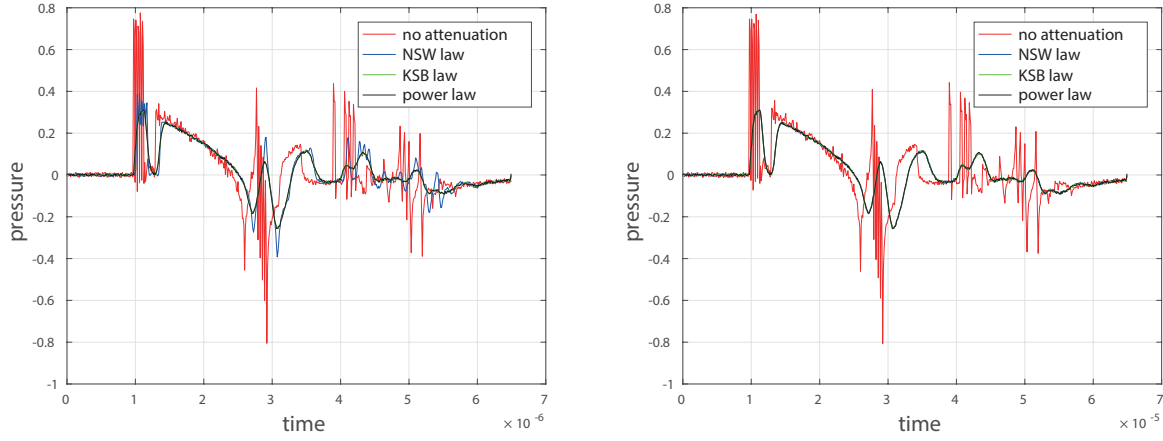 0.8
0.6
0.4
0.2
0
-0.2
-0.4
-0.6
-0.8
-1
pressure
0 1 2 3 4 5 6 7
time
× 10 -6
no attenuation
NSW law
KSB law
power law
0.8
0.6
0.4
0.2
0
-0.2
-0.4
-0.6
-0.8
-1
pressure
0 1 2 3 4 5 6 7
time
× 10 -5
no attenuation
NSW law
KSB law
power law